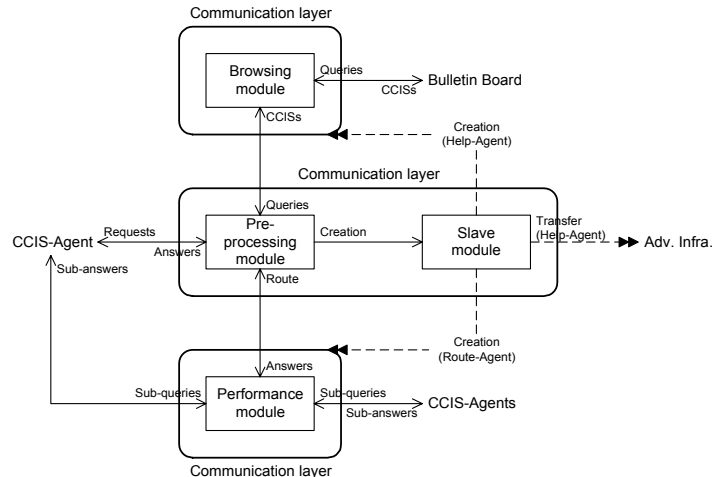 Communication layer
Browsing
module
Queries
CCISs
Bulletin Board
CCISs
Creation
(Help-Agent)
Communication layer
Queries
CCIS-Agent
Requests
Answers
Pre-
processing
module
Creation
Slave
module
Transfer
(Help-Agent)
Adv. Infra.
Sub-answers
Route
Creation
(Route-Agent)
Answers
Sub-queries
Performance
module
Sub-queries
Sub-answers
CCIS-Agents
Communication layer